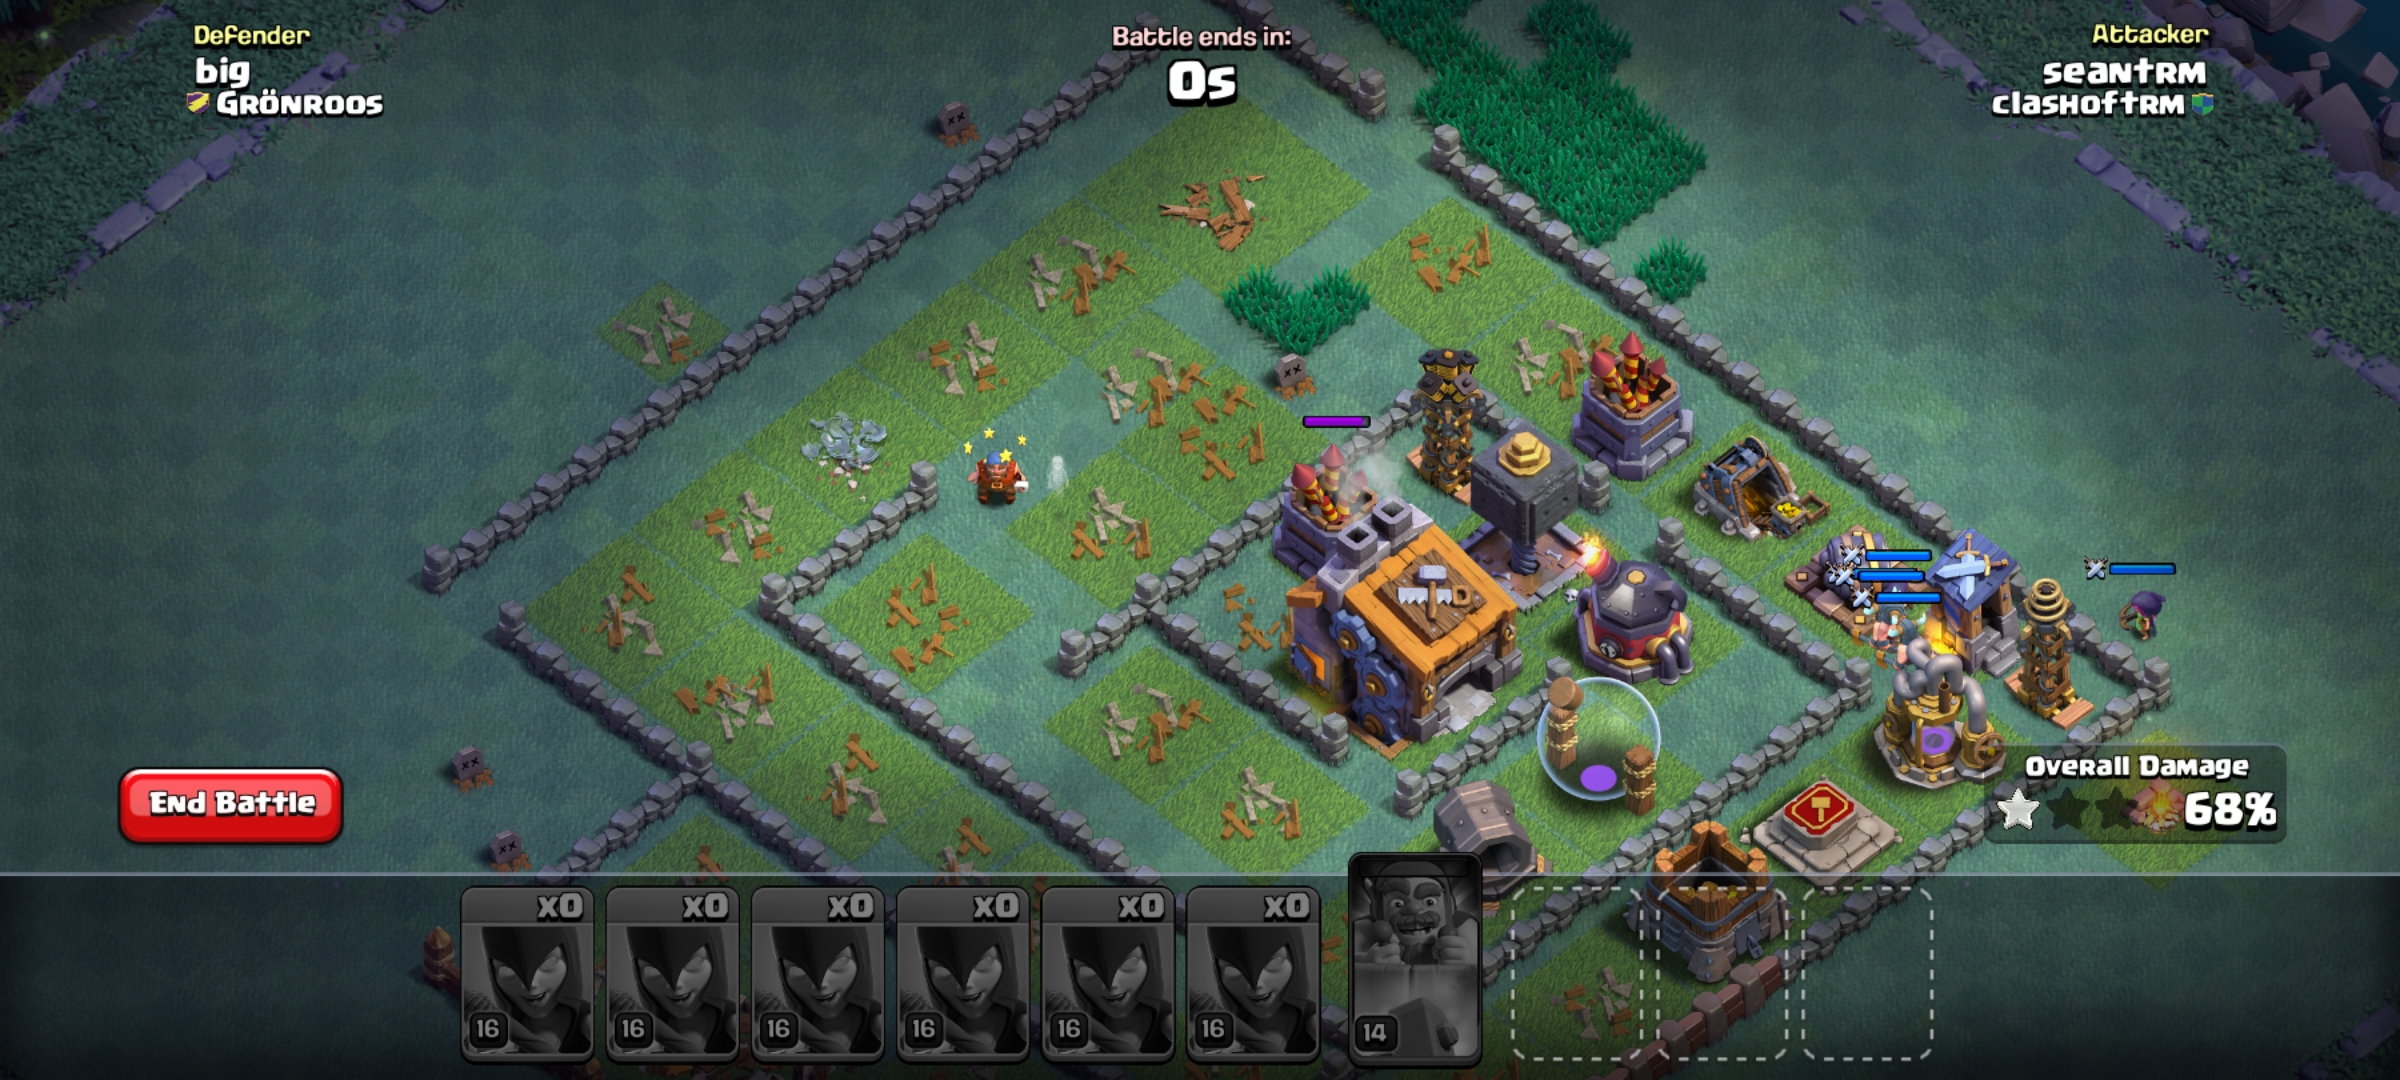 Defender
big
GRÖNROOS
Battle ends in:
0s
Attacker
seantRM
clashoftRM
End Battle
Overall Damage
68%
x0
x0
x0
x0
x0
x0
16
16
16
16
16
16
14